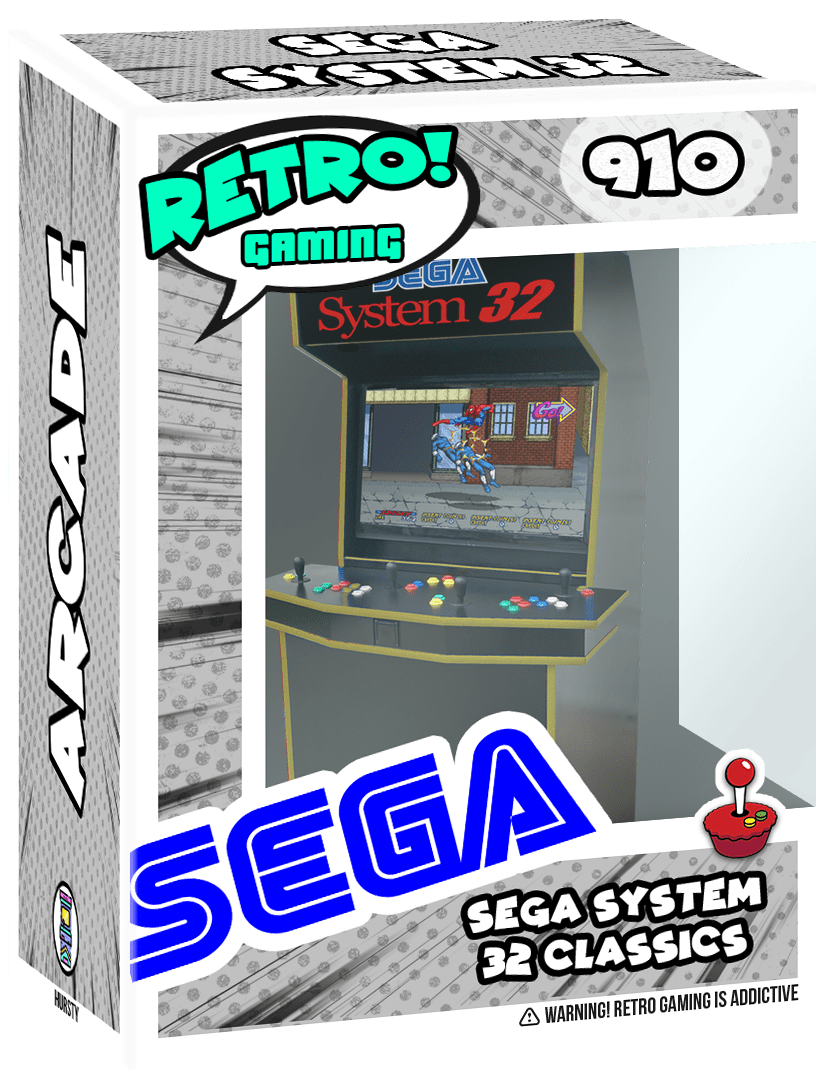 SEGA
SYSTEM 32
RETRO!
GAMING
910
SEGA
System 32
GO!
ARCADE
SEGA
SEGA SYSTEM
32 CLASSICS
HURSTY
WARNING! RETRO GAMING IS ADDICTIVE